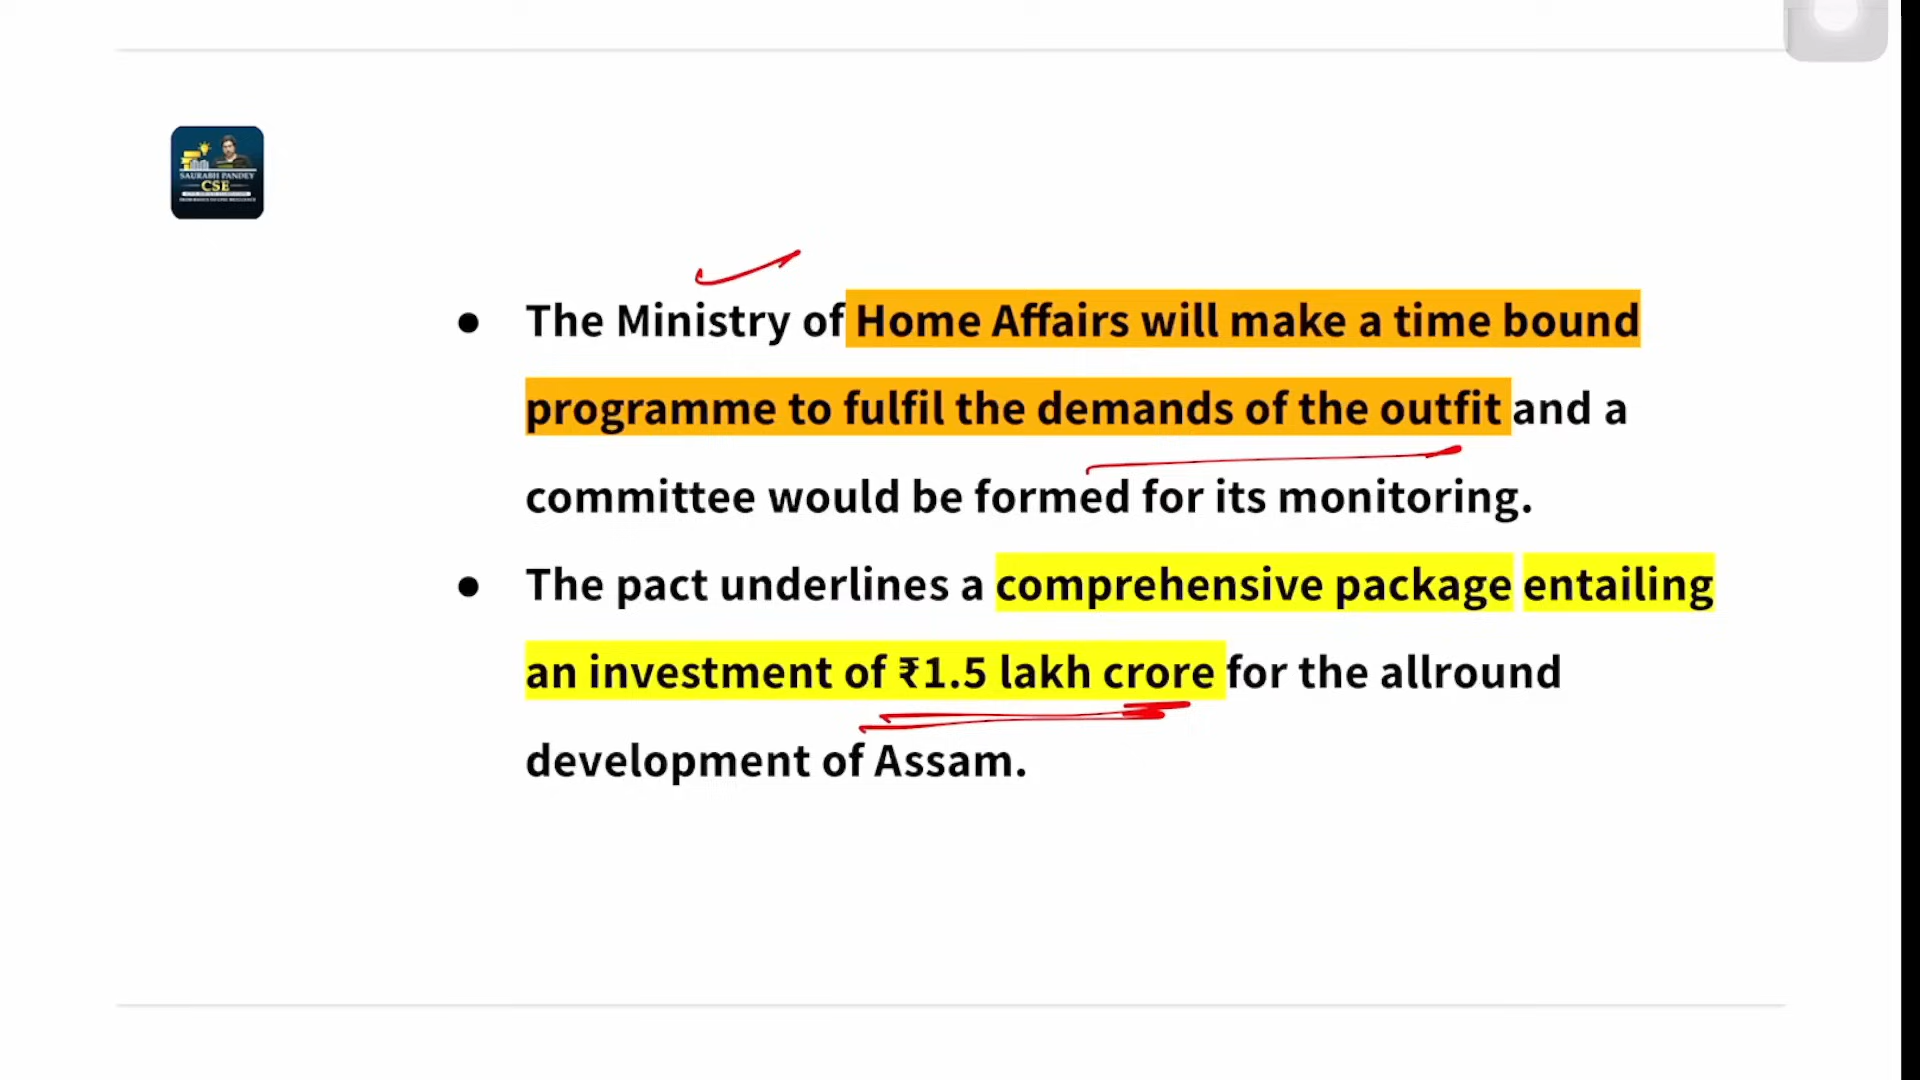 SAURABH PANDEY
CSE
● The Ministry of Home Affairs will make a time bound
programme to fulfil the demands of the outfit and a
committee would be formed for its monitoring.
● The pact underlines a comprehensive package entailing
an investment of ₹1.5 lakh crore for the allround
development of Assam.